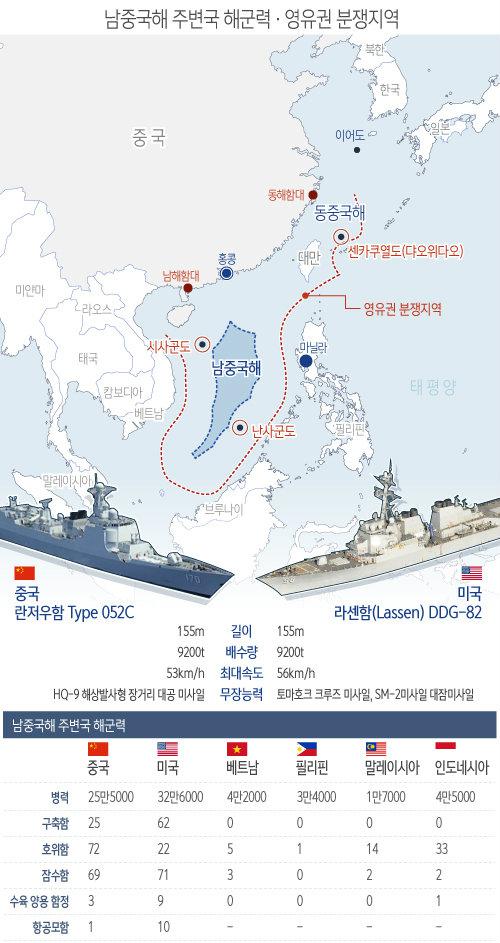 남중국해 주변국 해군력 · 영유권 분쟁지역
북한
한국
중국
이어도
일본
동해함대
동중국해
센카쿠열도(댜오위다오)
대만
홍콩
남해함대
영유권 분쟁지역
미얀마
라오스
시사군도
마닐라
태국
남중국해
태평양
캄보디아
베트남
난사군도
필리핀
말레이시아
브루나이
170
82
중국
란저우함 Type 052C
미국
라센함(Lassen) DDG-82
155m 길이 155m
9200t 배수량 9200t
53km/h 최대속도 56km/h
HQ-9 해상발사형 장거리 대공 미사일 무장능력 토마호크 크루즈 미사일, SM-2미사일 대잠미사일
남중국해 주변국 해군력
중국 미국 베트남 필리핀 말레이시아 인도네시아
병력 25만5000 32만6000 4만2000 3만4000 1만7000 4만5000
구축함 25 62 0 0 0 0
호위함 72 22 5 1 14 33
잠수함 69 71 3 0 2 2
수육 양용 함정 3 9 0 0 0 1
항공모함 1 10 – – – –